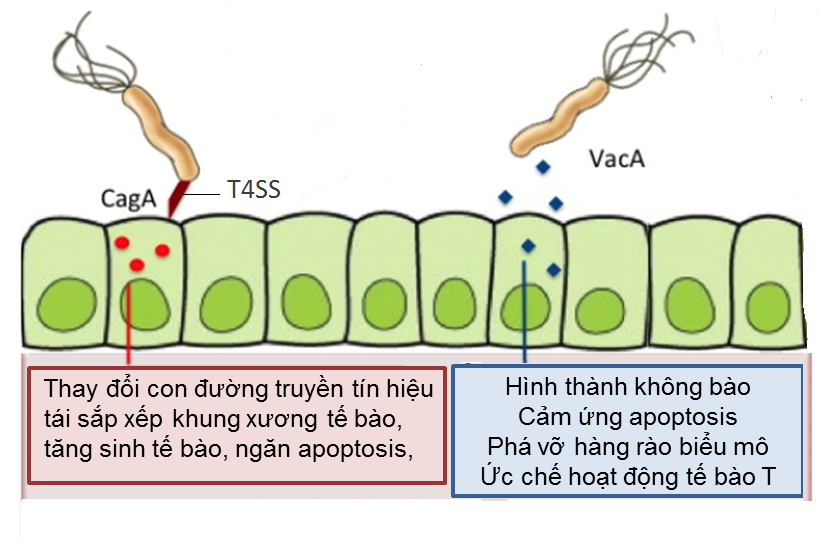 VacA
CagA
T4SS
Thay đổi con đường truyền tín hiệu
tái sắp xếp khung xương tế bào,
tăng sinh tế bào, ngăn apoptosis,
Hình thành không bào
Cảm ứng apoptosis
Phá vỡ hàng rào biểu mô
Ức chế hoạt động tế bào T